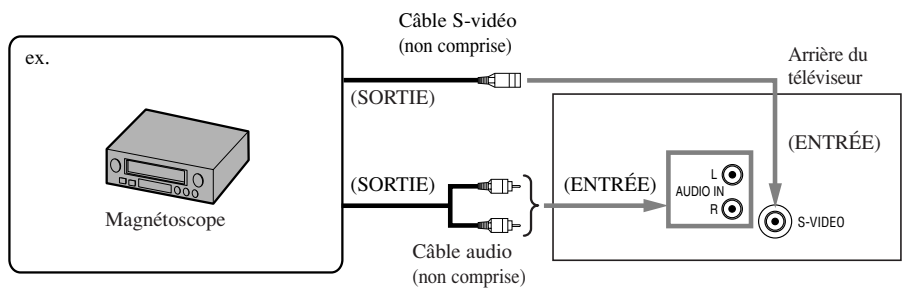 Câble S-vidéo
(non comprise)
ex.
Arrière du
téléviseur
(SORTIE)
(ENTRÉE)
(SORTIE)
(ENTRÉE)
L
AUDIO IN
R
S-VIDEO
Magnétoscope
Câble audio
(non comprise)